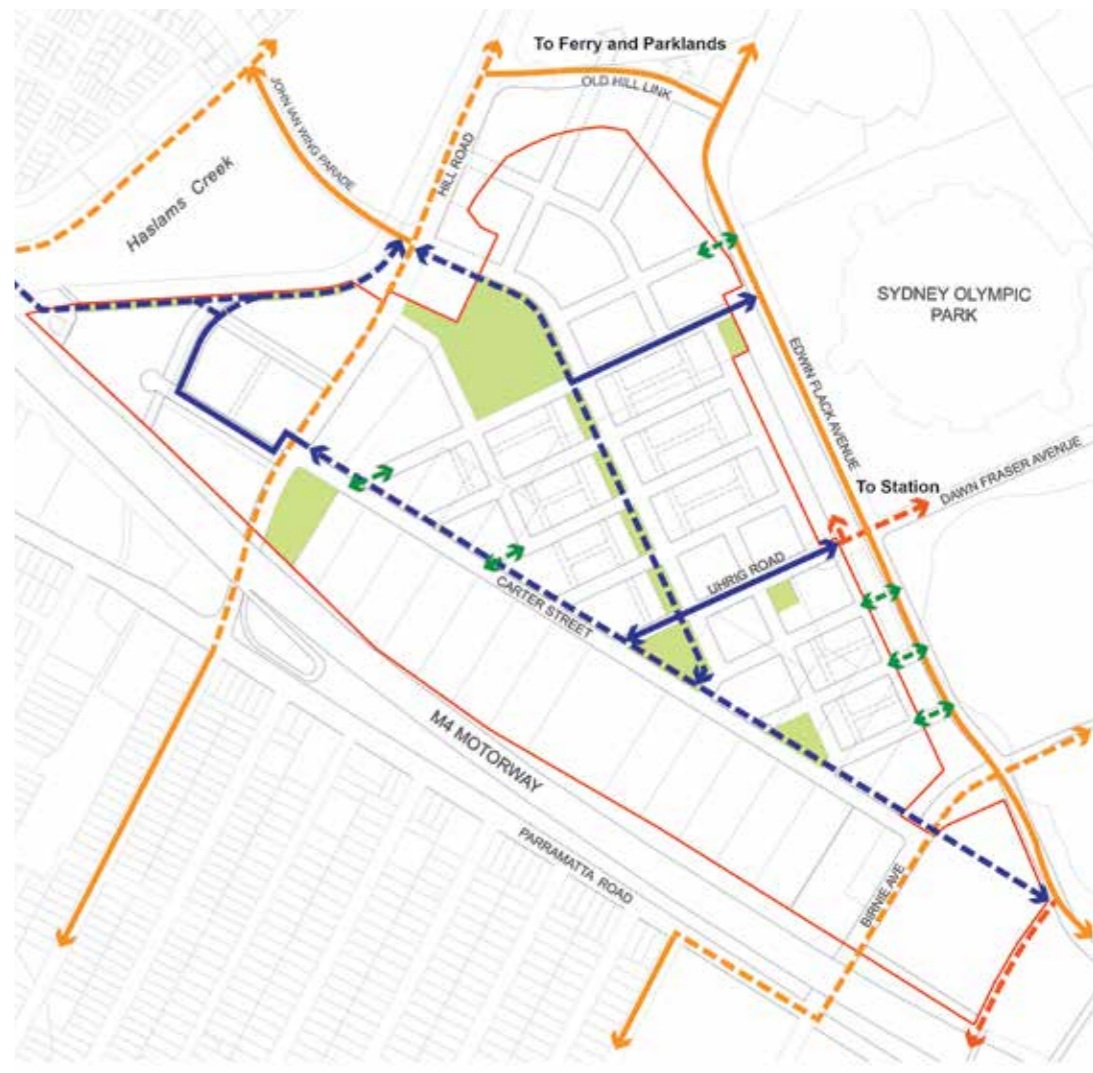 To Ferry and Parklands
OLD HILL LINK
JOHN IAN WING PARADE
HILL ROAD
Haslams Creek
SYDNEY OLYMPIC
PARK
EDWIN FLACK AVENUE
To Station
DAWN FRASER AVENUE
UHRIG ROAD
CARTER STREET
M4 MOTORWAY
PARRAMATTA ROAD
BIRNIE AVE